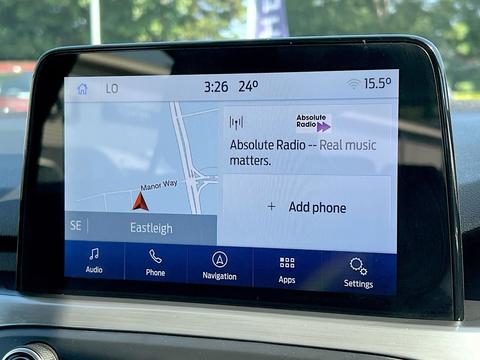 LO 3:26 24° 15.5°
Manor Way
SE Eastleigh
Absolute
Radio
Absolute Radio -- Real music
matters.
+ Add phone
Audio Phone Navigation Apps Settings